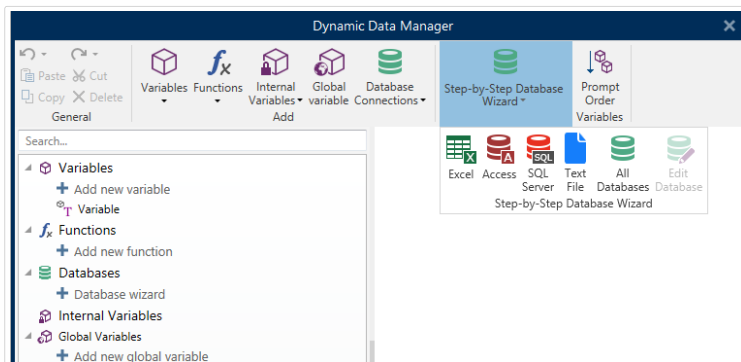 Dynamic Data Manager
Paste Cut
Copy Delete
General
Variables Functions Internal Variables Global variable Database Connections
Add
Step-by-Step Database Wizard
Prompt Order
Variables
Search...
Excel Access SQL Server Text File All Databases Edit Database
Step-by-Step Database Wizard
Variables
Add new variable
Variable
Functions
Add new function
Databases
Database wizard
Internal Variables
Global Variables
Add new global variable